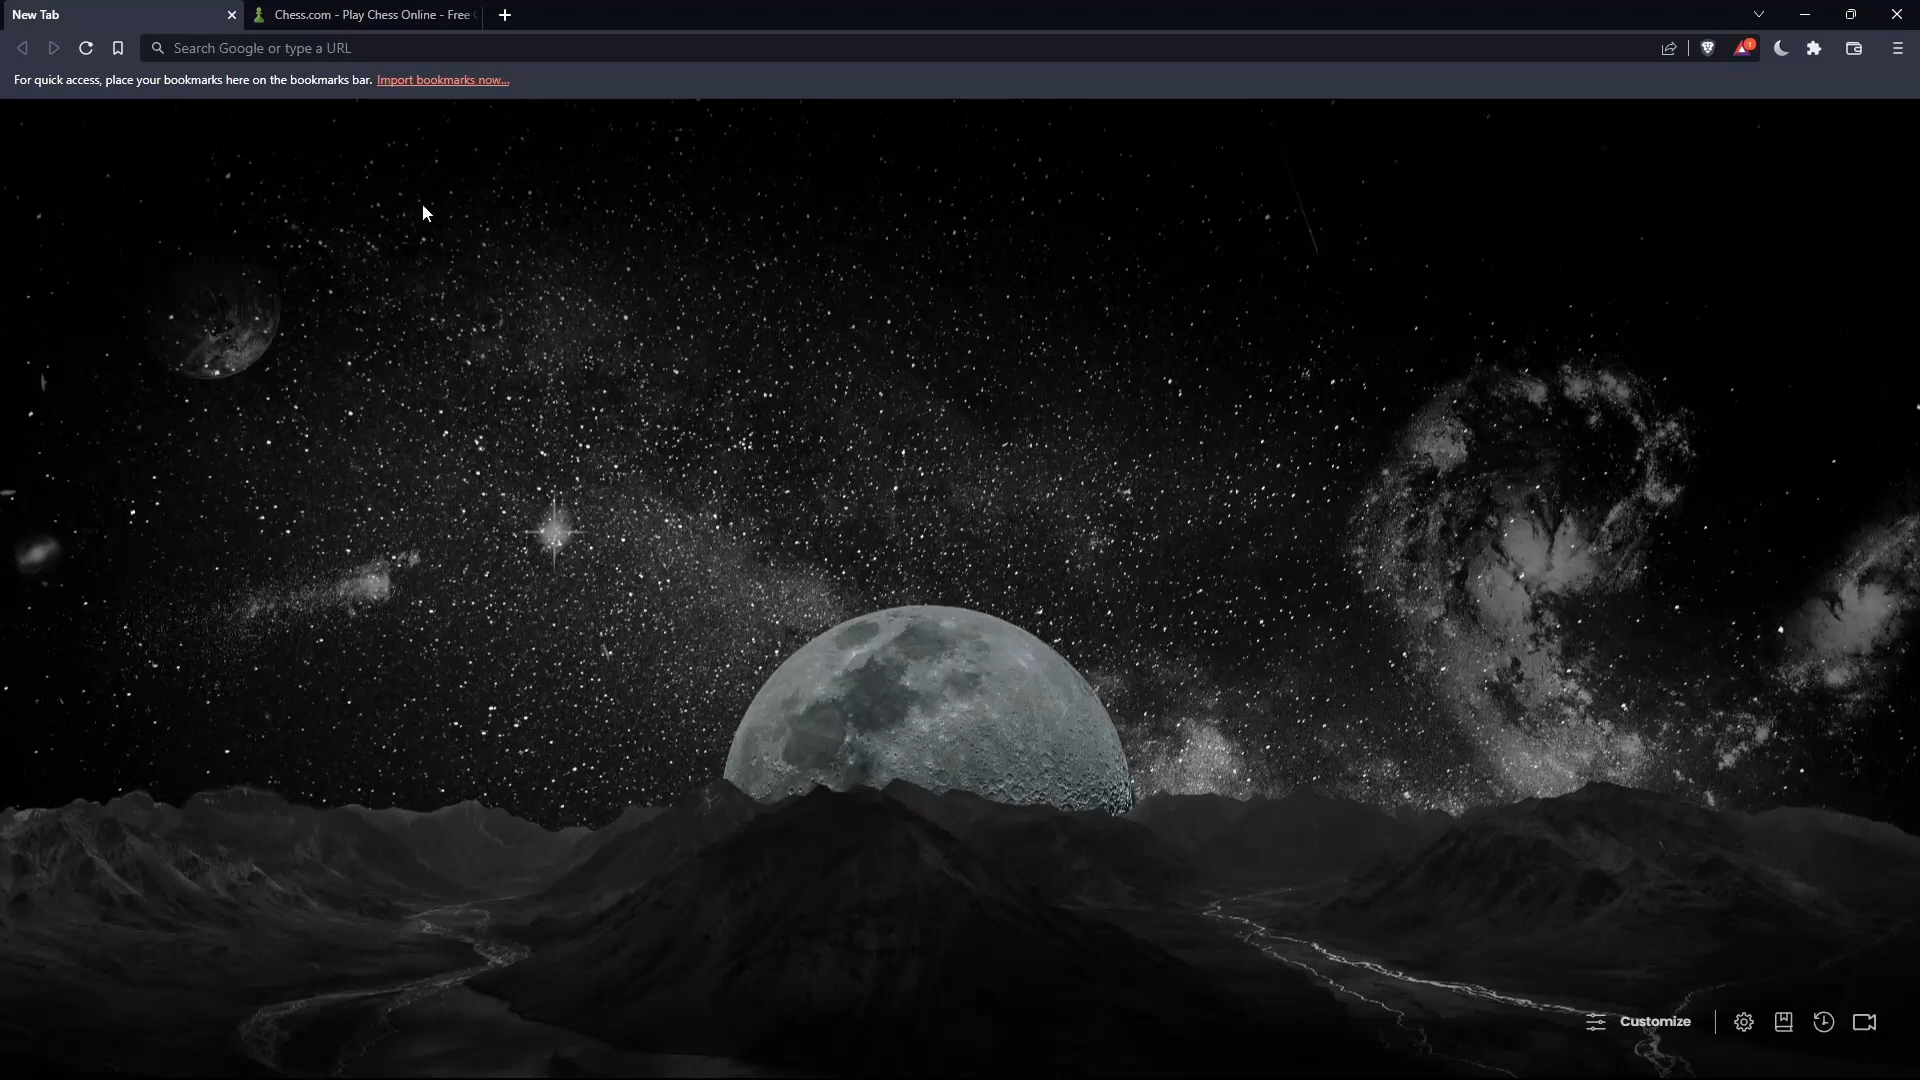 New Tab
Chess.com - Play Chess Online - Free
Search Google or type a URL
1
For quick access, place your bookmarks here on the bookmarks bar. Import bookmarks now...
Customize